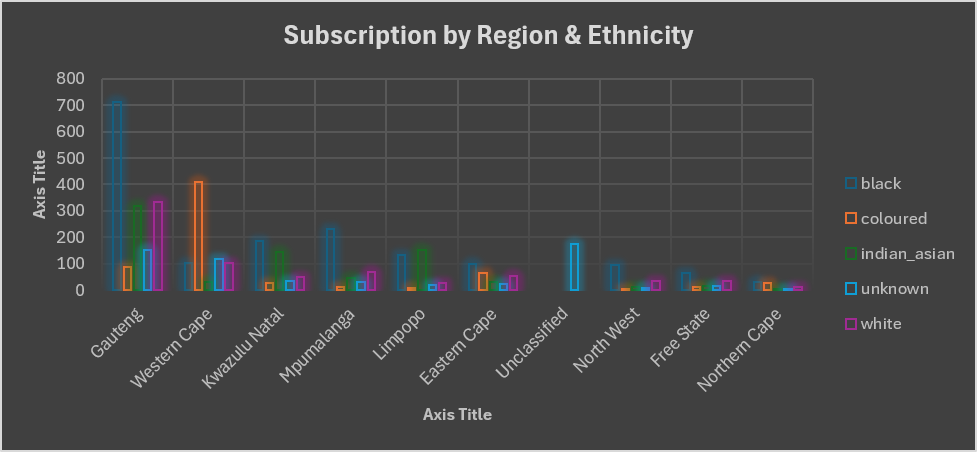 Subscription by Region & Ethnicity
800
700
600
500
400
300
200
100
0
Axis Title
Gauteng
Western Cape
Kwazulu Natal
Mpumalanga
Limpopo
Eastern Cape
Unclassified
North West
Free State
Northern Cape
Axis Title
black
coloured
indian_asian
unknown
white